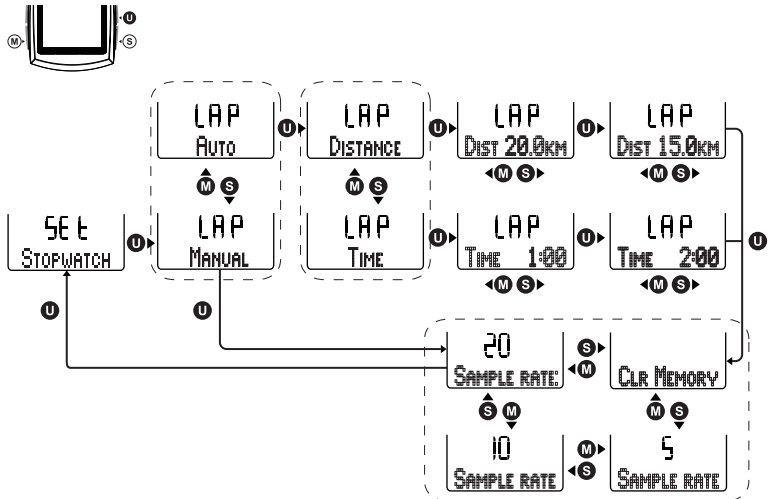 U
M
S
LAP
Auto
M S
LAP
Manual
U
LAP
Distance
M S
LAP
Time
U
LAP
Dist 20.0km
M S
U
LAP
Dist 15.0km
M S
SEt
Stopwatch
U
U
LAP
Time 1:00
M S
U
LAP
Time 2:00
M S
U
U
U
20
Sample rate:
S
M
Clr Memory
S M
M S
10
Sample rate
M
S
5
Sample rate